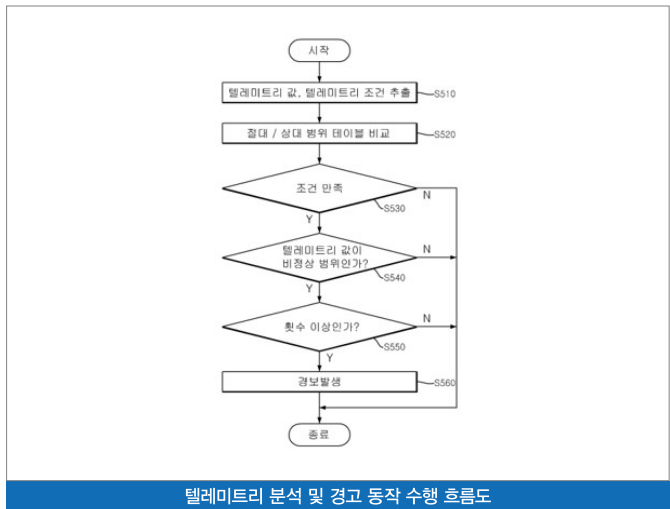 시작
텔레미트리 값, 텔레미트리 조건 추출 S510
절대 / 상대 범위 테이블 비교 S520
조건 만족
N
S530
Y
텔레미트리 값이
비정상 범위인가?
N
S540
Y
횟수 이상인가?
N
S550
Y
경보발생 S560
종료
텔레미트리 분석 및 경고 동작 수행 흐름도